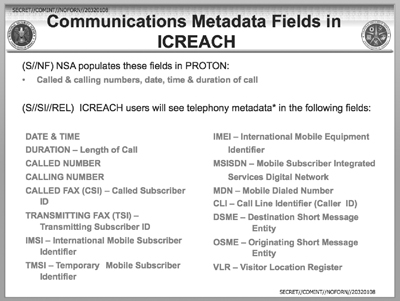 SECRET//COMINT//NOFORN//20320108
Communications Metadata Fields in
ICREACH
(S//NF) NSA populates these fields in PROTON:
• Called & calling numbers, date, time & duration of call
(S//SI//REL) ICREACH users will see telephony metadata* in the following fields:
DATE & TIME
DURATION – Length of Call
CALLED NUMBER
CALLING NUMBER
CALLED FAX (CSI) – Called Subscriber
ID
TRANSMITTING FAX (TSI) –
Transmitting Subscriber ID
IMSI – International Mobile Subscriber
Identifier
TMSI – Temporary Mobile Subscriber
Identifier
IMEI – International Mobile Equipment
Identifier
MSISDN – Mobile Subscriber Integrated
Services Digital Network
MDN – Mobile Dialed Number
CLI – Call Line Identifier (Caller ID)
DSME – Destination Short Message
Entity
OSME – Originating Short Message
Entity
VLR – Visitor Location Register
SECRET//COMINT//NOFORN//20320108